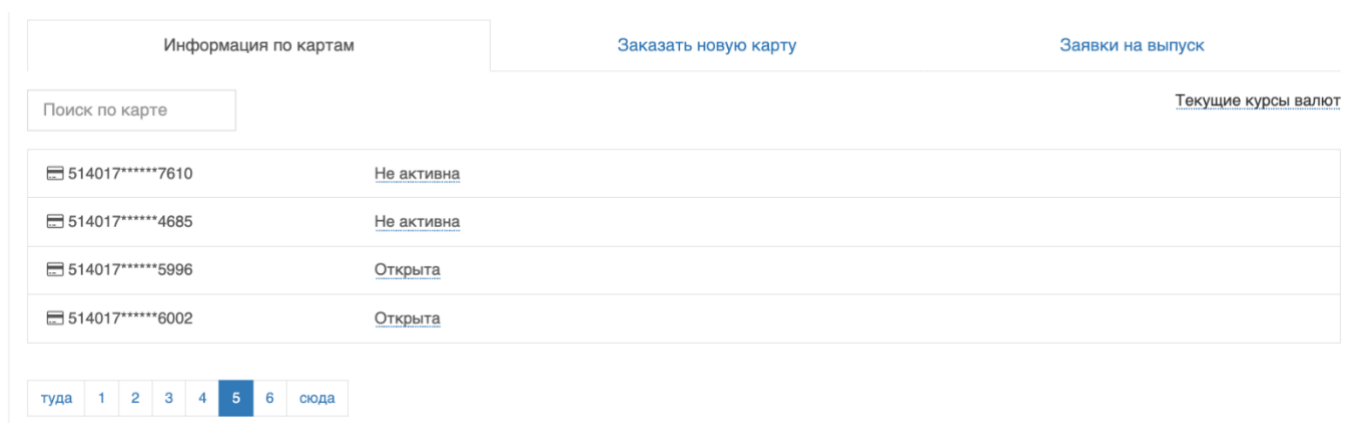 Информация по картам Заказать новую карту Заявки на выпуск
Поиск по карте Текущие курсы валют
514017******7610 Не активна
514017******4685 Не активна
514017******5996 Открыта
514017******6002 Открыта
туда 1 2 3 4 5 6 сюда